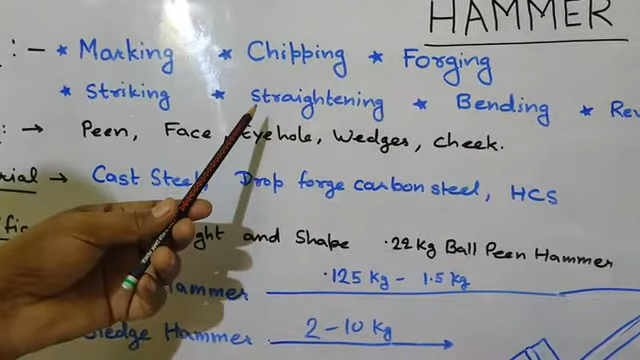 HAMMER
: - * Marking * Chipping * Forging
* Striking * straightening * Bending *
: → Peen, Face, Eyehole, Wedges, Cheek.
→ Cast Steel, Drop forge carbon steel, HCS
and Shape .22 Kg Ball Peen Hammer
Hammer .125 Kg - 1.5 Kg
Sledge Hammer 2 - 10 Kg